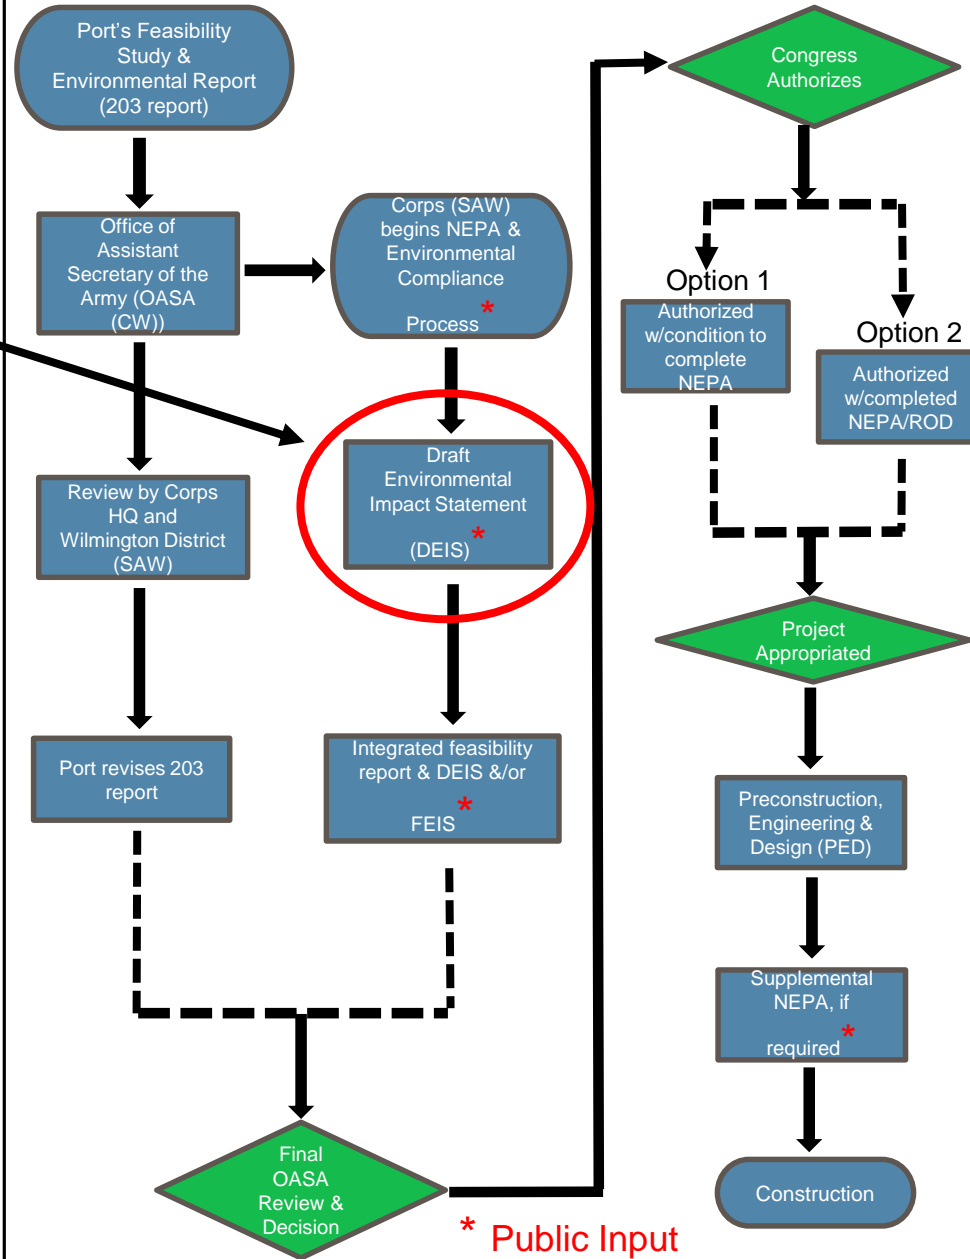 Port's Feasibility
Study &
Environmental Report
(203 report)
Office of
Assistant
Secretary of the
Army (OASA
(CW))
Corps (SAW)
begins NEPA &
Environmental
Compliance
Process *
Review by Corps
HQ and
Wilmington District
(SAW)
Draft
Environmental
Impact Statement
(DEIS) *
Port revises 203
report
Integrated feasibility
report & DEIS &/or
FEIS *
Final
OASA
Review &
Decision
* Public Input
Congress
Authorizes
Option 1
Authorized
w/condition to
complete
NEPA
Option 2
Authorized
w/completed
NEPA/ROD
Project
Appropriated
Preconstruction,
Engineering &
Design (PED)
Supplemental
NEPA, if
required *
Construction